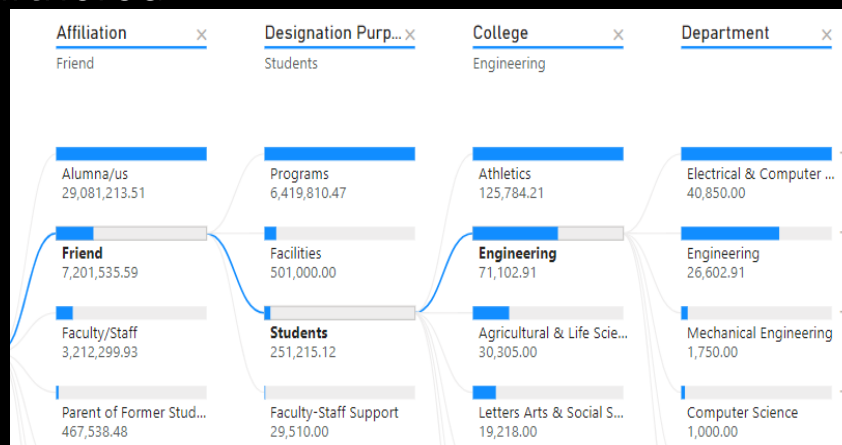 Affiliation
Friend
Designation Purp...
Students
College
Engineering
Department
Alumna/us
29,081,213.51
Friend
7,201,535.59
Faculty/Staff
3,212,299.93
Parent of Former Stud...
467,538.48
Programs
6,419,810.47
Facilities
501,000.00
Students
251,215.12
Faculty-Staff Support
29,510.00
Athletics
125,784.21
Engineering
71,102.91
Agricultural & Life Scie...
30,305.00
Letters Arts & Social S...
19,218.00
Electrical & Computer ...
40,850.00
Engineering
26,602.91
Mechanical Engineering
1,750.00
Computer Science
1,000.00